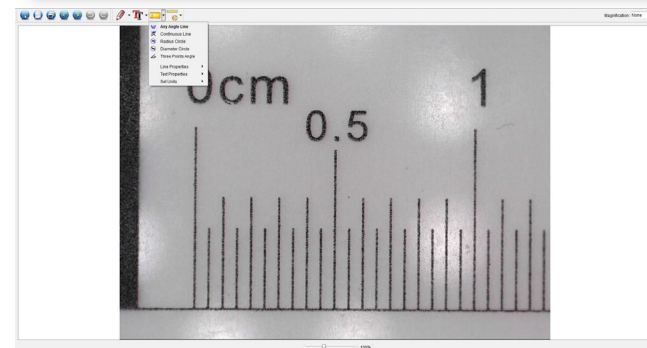 Magnification: None
Any Angle Line
Continuous Line
Radius Circle
Diameter Circle
Three Points Angle
Line Properties
Text Properties
Set Units
0cm
0.5
1
100%